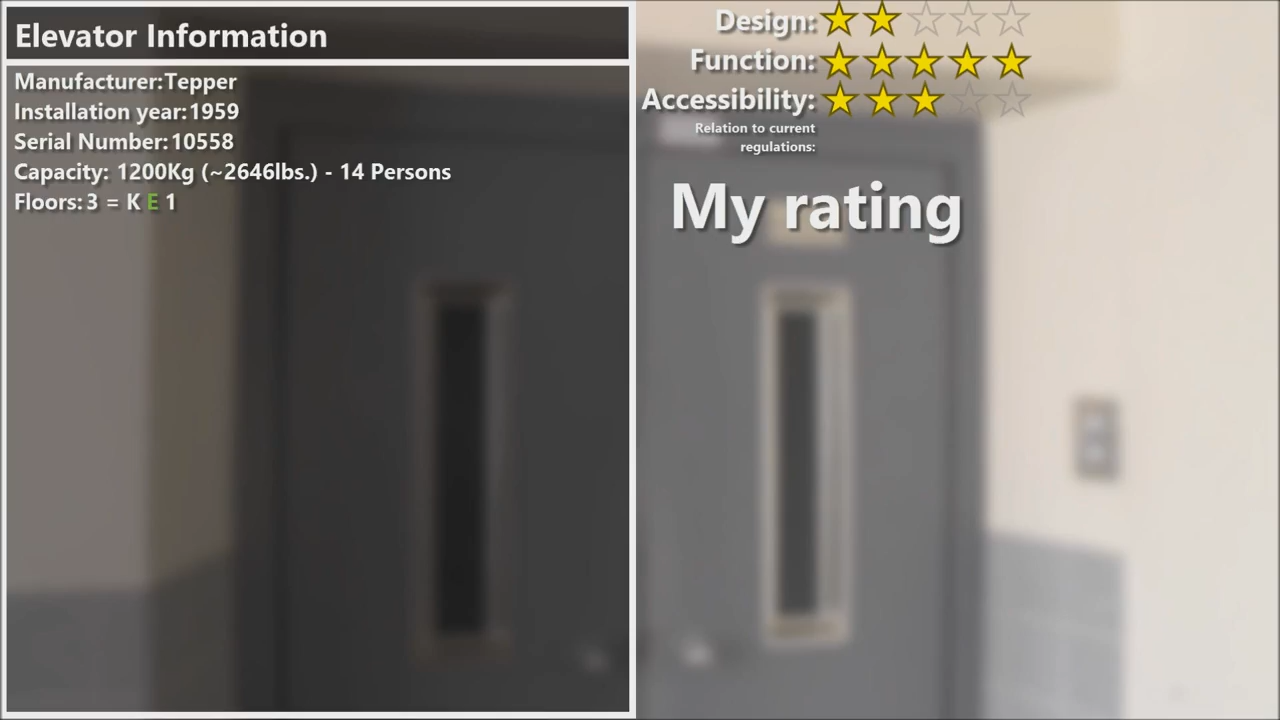 Elevator Information
Manufacturer:Tepper
Installation year:1959
Serial Number:10558
Capacity: 1200Kg (~2646lbs.) - 14 Persons
Floors:3 = K E 1
Design:
Function:
Accessibility:
Relation to current
regulations:
My rating